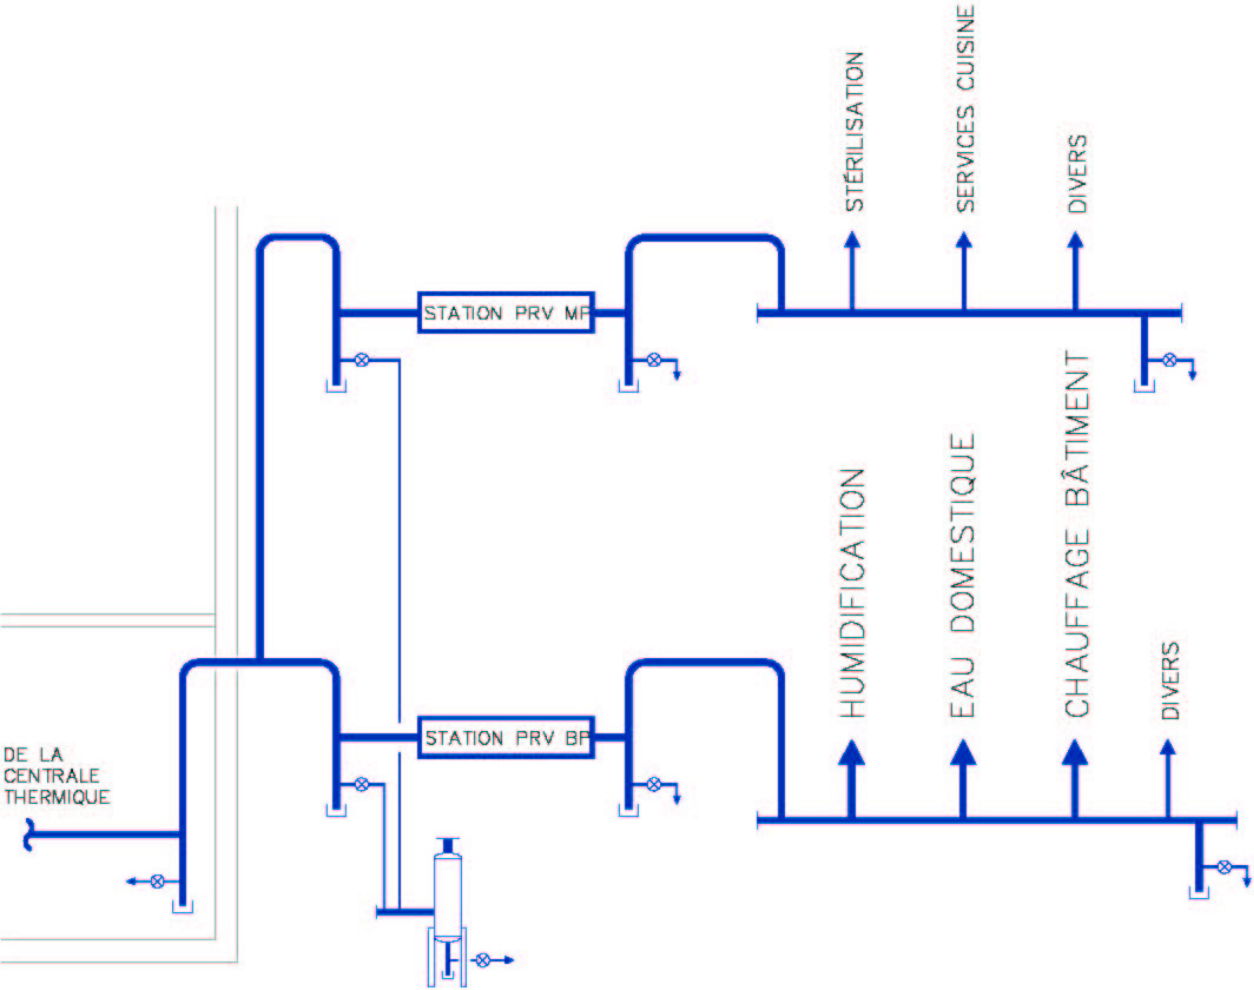 STÉRILISATION
SERVICES CUISINE
DIVERS
STATION PRV MP
HUMIDIFICATION
EAU DOMESTIQUE
CHAUFFAGE BÂTIMENT
DIVERS
STATION PRV BP
DE LA
CENTRALE
THERMIQUE